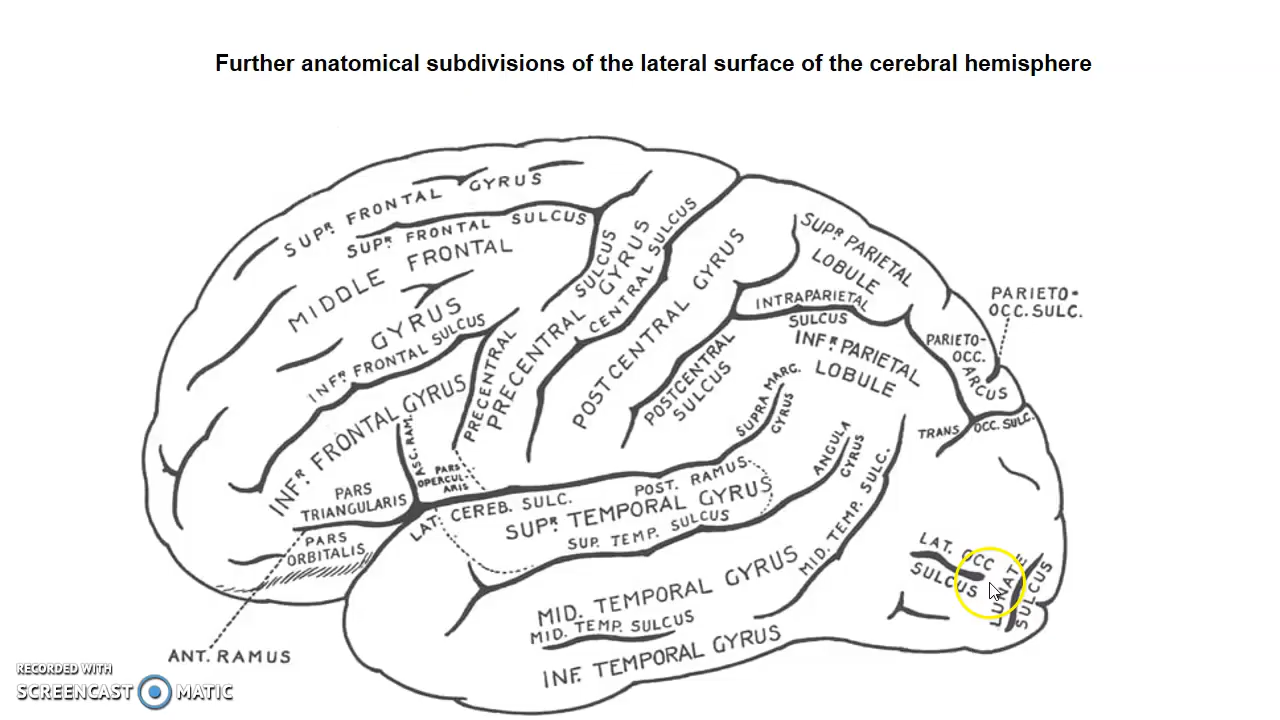 Further anatomical subdivisions of the lateral surface of the cerebral hemisphere
SUPR. FRONTAL GYRUS
SUPR. FRONTAL SULCUS
MIDDLE FRONTAL
GYRUS
INFR. FRONTAL SULCUS
INFR. FRONTAL GYRUS
PRECENTRAL
SULCUS
PRECENTRAL GYRUS
CENTRAL SULCUS
POSTCENTRAL GYRUS
POSTCENTRAL
SULCUS
SUPR. PARIETAL
LOBULE
INTRAPARIETAL
SULCUS
INFR. PARIETAL
LOBULE
PARIETO-
OCC. SULC.
PARIETO-
OCC.
ARCUS
TRANS.
OCC. SULC.
SUPRA MARG.
GYRUS
ANGULA
GYRUS
ASC. RAM.
PARS
OPERCUL-
ARIS
PARS
TRIANGULARIS
PARS
ORBITALIS
ANT. RAMUS
LAT. CEREB. SULC.
POST. RAMUS
SUPR. TEMPORAL GYRUS
SUP. TEMP. SULCUS
MID. TEMPORAL GYRUS
MID. TEMP. SULC.
MID. TEMP. SULCUS
INF. TEMPORAL GYRUS
LAT. OCC
SULCUS
LUNATE
SULCUS
RECORDED WITH
SCREENCAST MATIC